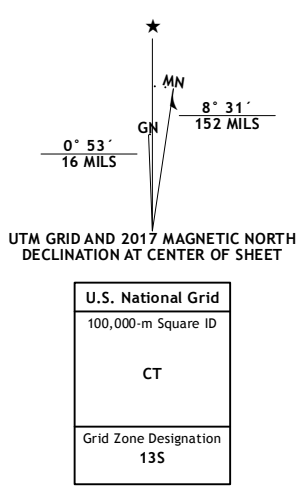 ★
MN
8° 31´
152 MILS
GN
0° 53´
16 MILS
UTM GRID AND 2017 MAGNETIC NORTH
DECLINATION AT CENTER OF SHEET
U.S. National Grid
100,000-m Square ID
CT
Grid Zone Designation
13S